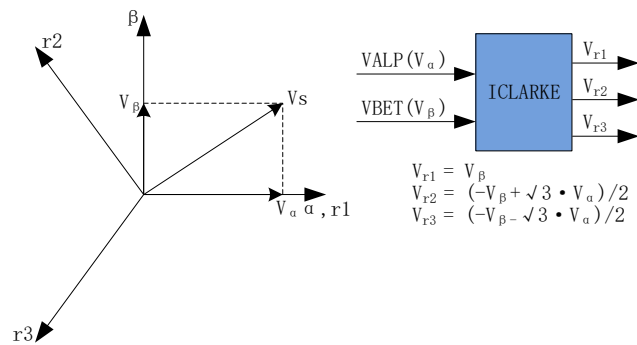 β
r2
Vβ
Vs
Vα α,r1
r3
VALP(Vα)
VBET(Vβ)
ICLARKE
Vr1
Vr2
Vr3
Vr1 = Vβ
Vr2 = (-Vβ+√3•Vα)/2
Vr3 = (-Vβ-√3•Vα)/2